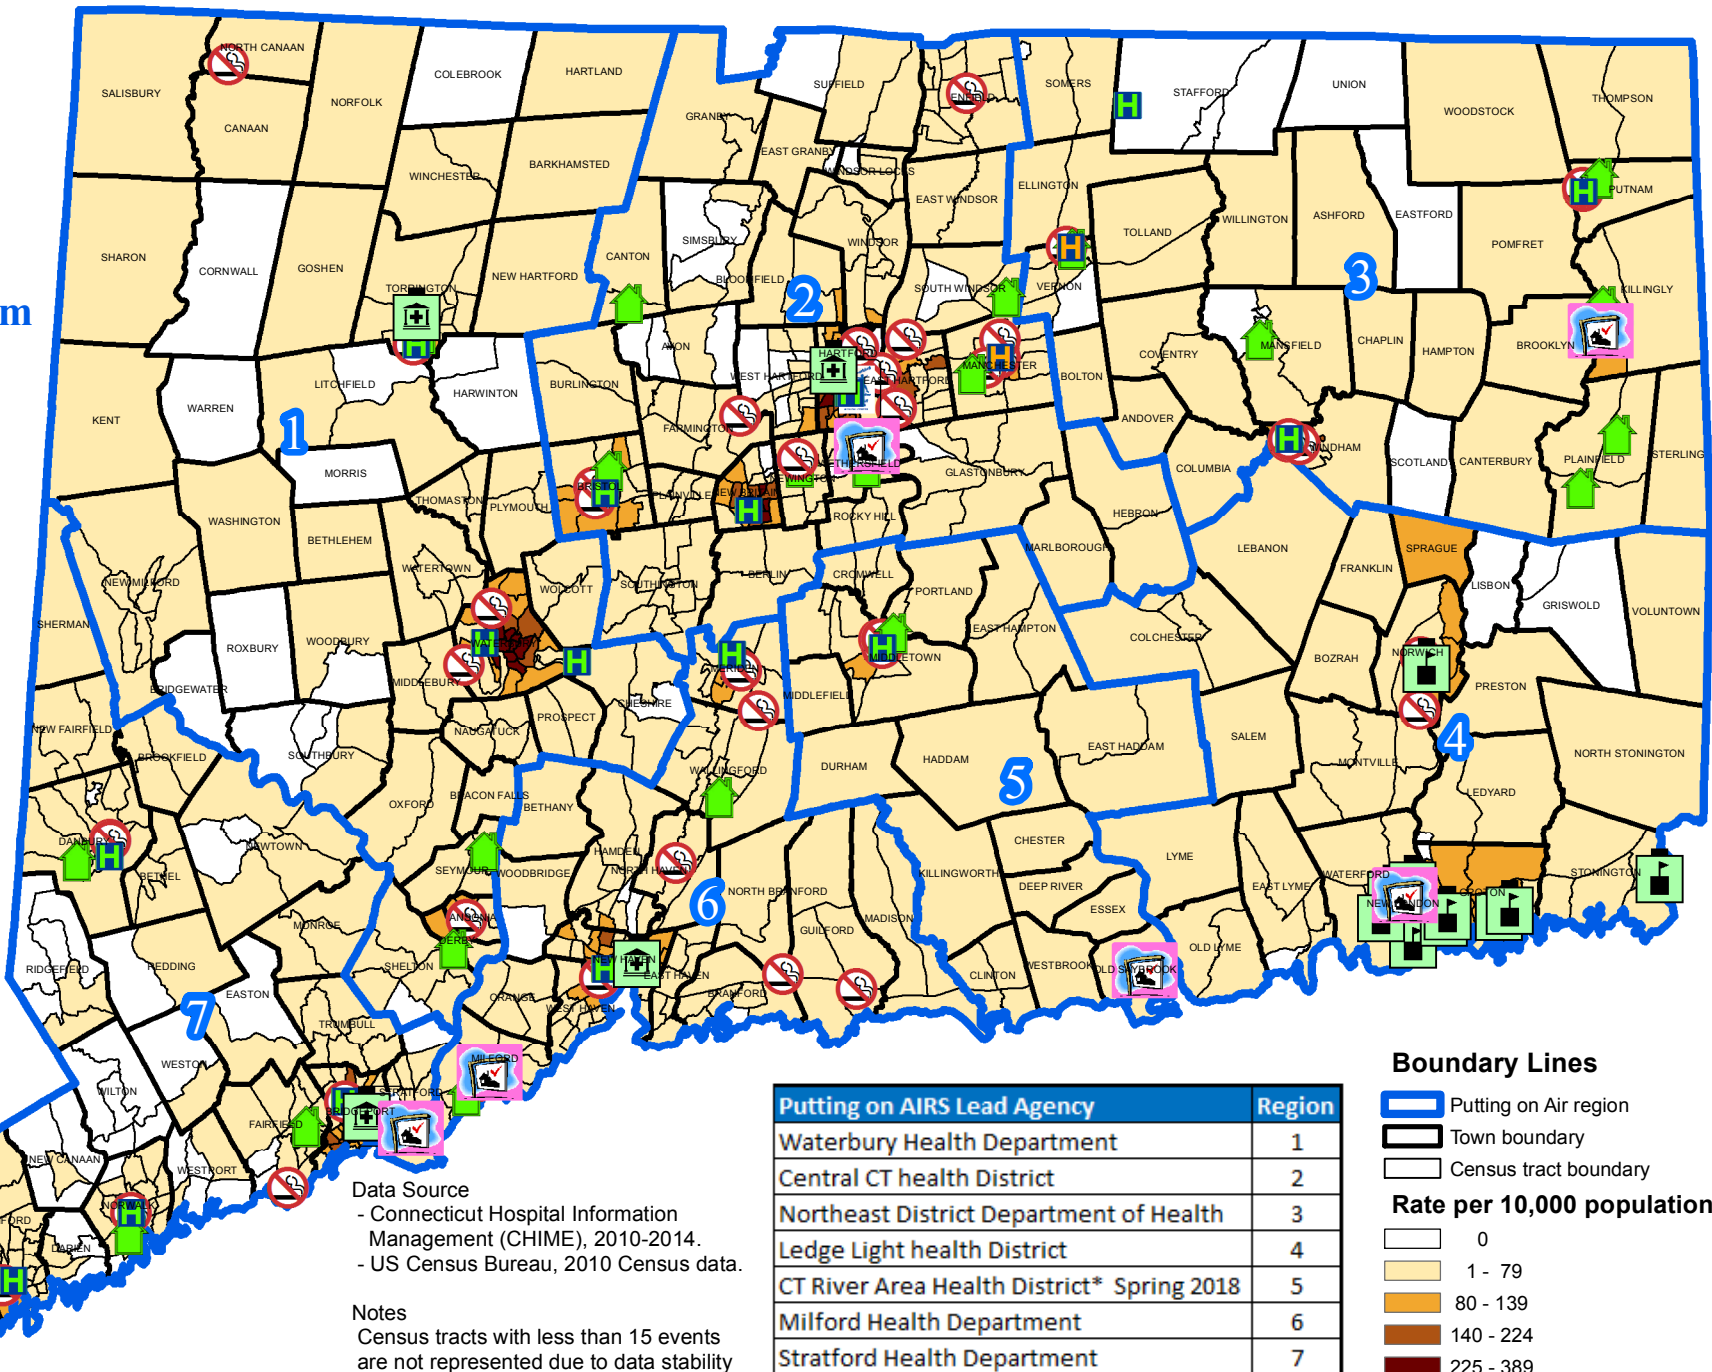 NORTH CANAAN
COLEBROOK
HARTLAND
SALISBURY
NORFOLK
CANAAN
SUFFIELD
ENFIELD
SOMERS
STAFFORD
UNION
WOODSTOCK
THOMPSON
GRANBY
EAST GRANBY
WINDSOR LOCKS
BARKHAMSTED
WINCHESTER
ELLINGTON
EAST WINDSOR
PUTNAM
WILLINGTON
ASHFORD
EASTFORD
TOLLAND
POMFRET
SIMSBURY
WINDSOR
SHARON
CORNWALL
GOSHEN
NEW HARTFORD
CANTON
BLOOMFIELD
H
3
TORRINGTON
2
SOUTH WINDSOR
VERNON
KILLINGLY
m
AVON
HARTFORD
MANSFIELD
CHAPLIN
HAMPTON
BROOKLYN
COVENTRY
MANCHESTER
LITCHFIELD
HARWINTON
BURLINGTON
WEST HARTFORD
EAST HARTFORD
BOLTON
WARREN
KENT
1
FARMINGTON
ANDOVER
WINDHAM
SCOTLAND
CANTERBURY
PLAINFIELD
STERLING
MORRIS
WETHERSFIELD
GLASTONBURY
COLUMBIA
NEWINGTON
BRISTOL
PLAINVILLE
NEW BRITAIN
THOMASTON
PLYMOUTH
WASHINGTON
ROCKY HILL
HEBRON
BETHLEHEM
MARLBOROUGH
LEBANON
SPRAGUE
FRANKLIN
WATERTOWN
WOLCOTT
SOUTHINGTON
BERLIN
CROMWELL
NEW MILFORD
PORTLAND
LISBON
GRISWOLD
VOLUNTOWN
SHERMAN
EAST HAMPTON
COLCHESTER
WOODBURY
ROXBURY
MIDDLETOWN
BOZRAH
NORWICH
MERIDEN
MIDDLEBURY
PRESTON
BRIDGEWATER
MIDDLEFIELD
CHESHIRE
PROSPECT
NEW FAIRFIELD
NAUGATUCK
4
SALEM
EAST HADDAM
BROOKFIELD
SOUTHBURY
NORTH STONINGTON
HADDAM
DURHAM
MONTVILLE
WALLINGFORD
5
LEDYARD
BEACON FALLS
OXFORD
BETHANY
DANBURY
NEWTOWN
CHESTER
HAMDEN
LYME
SEYMOUR
WOODBRIDGE
NORTH HAVEN
BETHEL
KILLINGWORTH
WATERFORD
STONINGTON
DEEP RIVER
EAST LYME
NORTH BRANFORD
GROTON
6
NEW LONDON
ESSEX
ANSONIA
MADISON
MONROE
GUILFORD
DERBY
OLD LYME
NEW HAVEN
SHELTON
REDDING
RIDGEFIELD
WESTBROOK
OLD SAYBROOK
EAST HAVEN
CLINTON
EASTON
BRANFORD
ORANGE
WEST HAVEN
7
TRUMBULL
MILFORD
WESTON
WILTON
STRATFORD
BRIDGEPORT
FAIRFIELD
NEW CANAAN
WESTPORT
NORWALK
FORD
DARIEN
Data Source
- Connecticut Hospital Information
Management (CHIME), 2010-2014.
- US Census Bureau, 2010 Census data.
Notes
Census tracts with less than 15 events
are not represented due to data stability
Putting on AIRS Lead Agency Region
Waterbury Health Department 1
Central CT health District 2
Northeast District Department of Health 3
Ledge Light health District 4
CT River Area Health District* Spring 2018 5
Milford Health Department 6
Stratford Health Department 7
Boundary Lines
Putting on Air region
Town boundary
Census tract boundary
Rate per 10,000 population
0
1 - 79
80 - 139
140 - 224
225 - 389